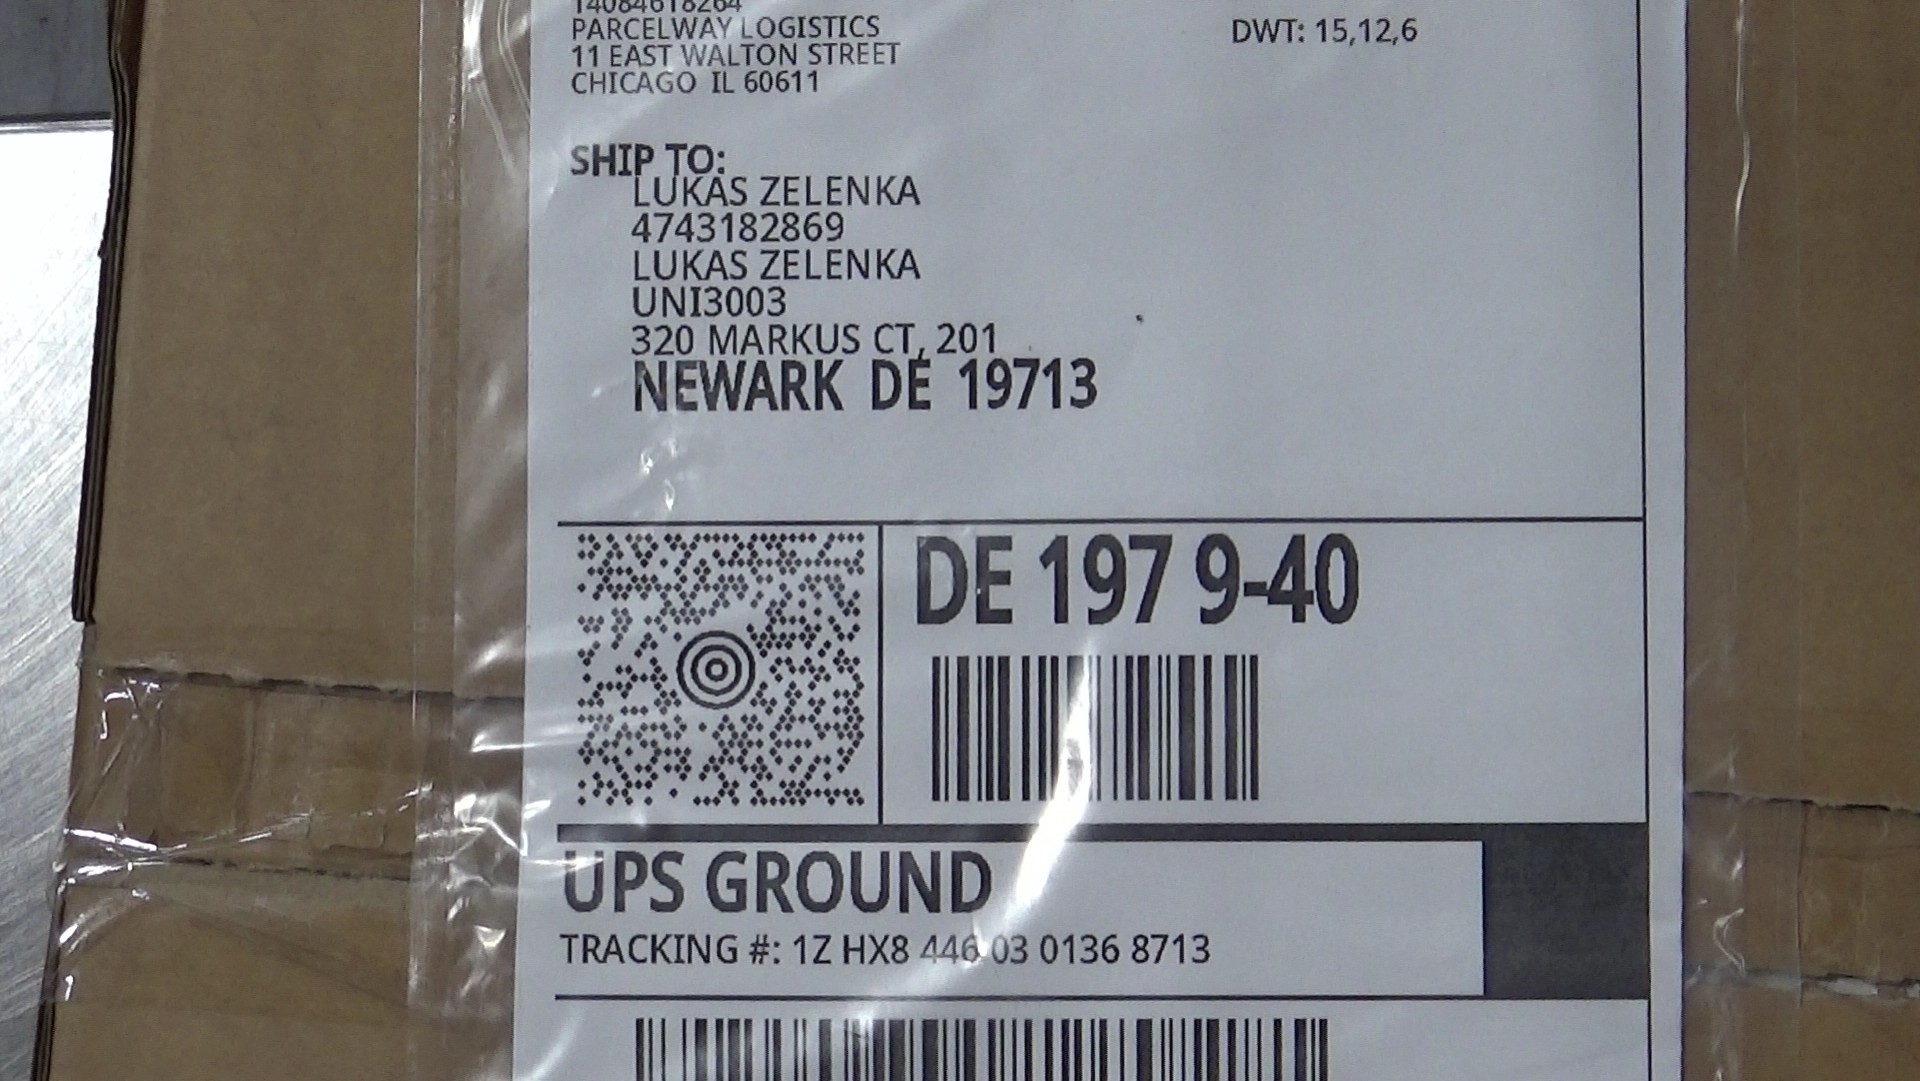 14084618264
PARCELWAY LOGISTICS
11 EAST WALTON STREET
CHICAGO IL 60611
DWT: 15,12,6
SHIP TO:
LUKAS ZELENKA
4743182869
LUKAS ZELENKA
UNI3003
320 MARKUS CT, 201
NEWARK DE 19713
DE 197 9-40
UPS GROUND
TRACKING #: 1Z HX8 446 03 0136 8713